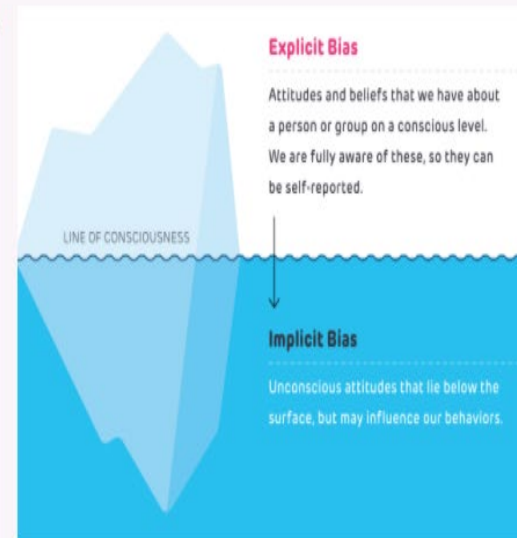 Explicit Bias
Attitudes and beliefs that we have about
a person or group on a conscious level.
We are fully aware of these, so they can
be self-reported.
LINE OF CONSCIOUSNESS
Implicit Bias
Unconscious attitudes that lie below the
surface, but may influence our behaviors.